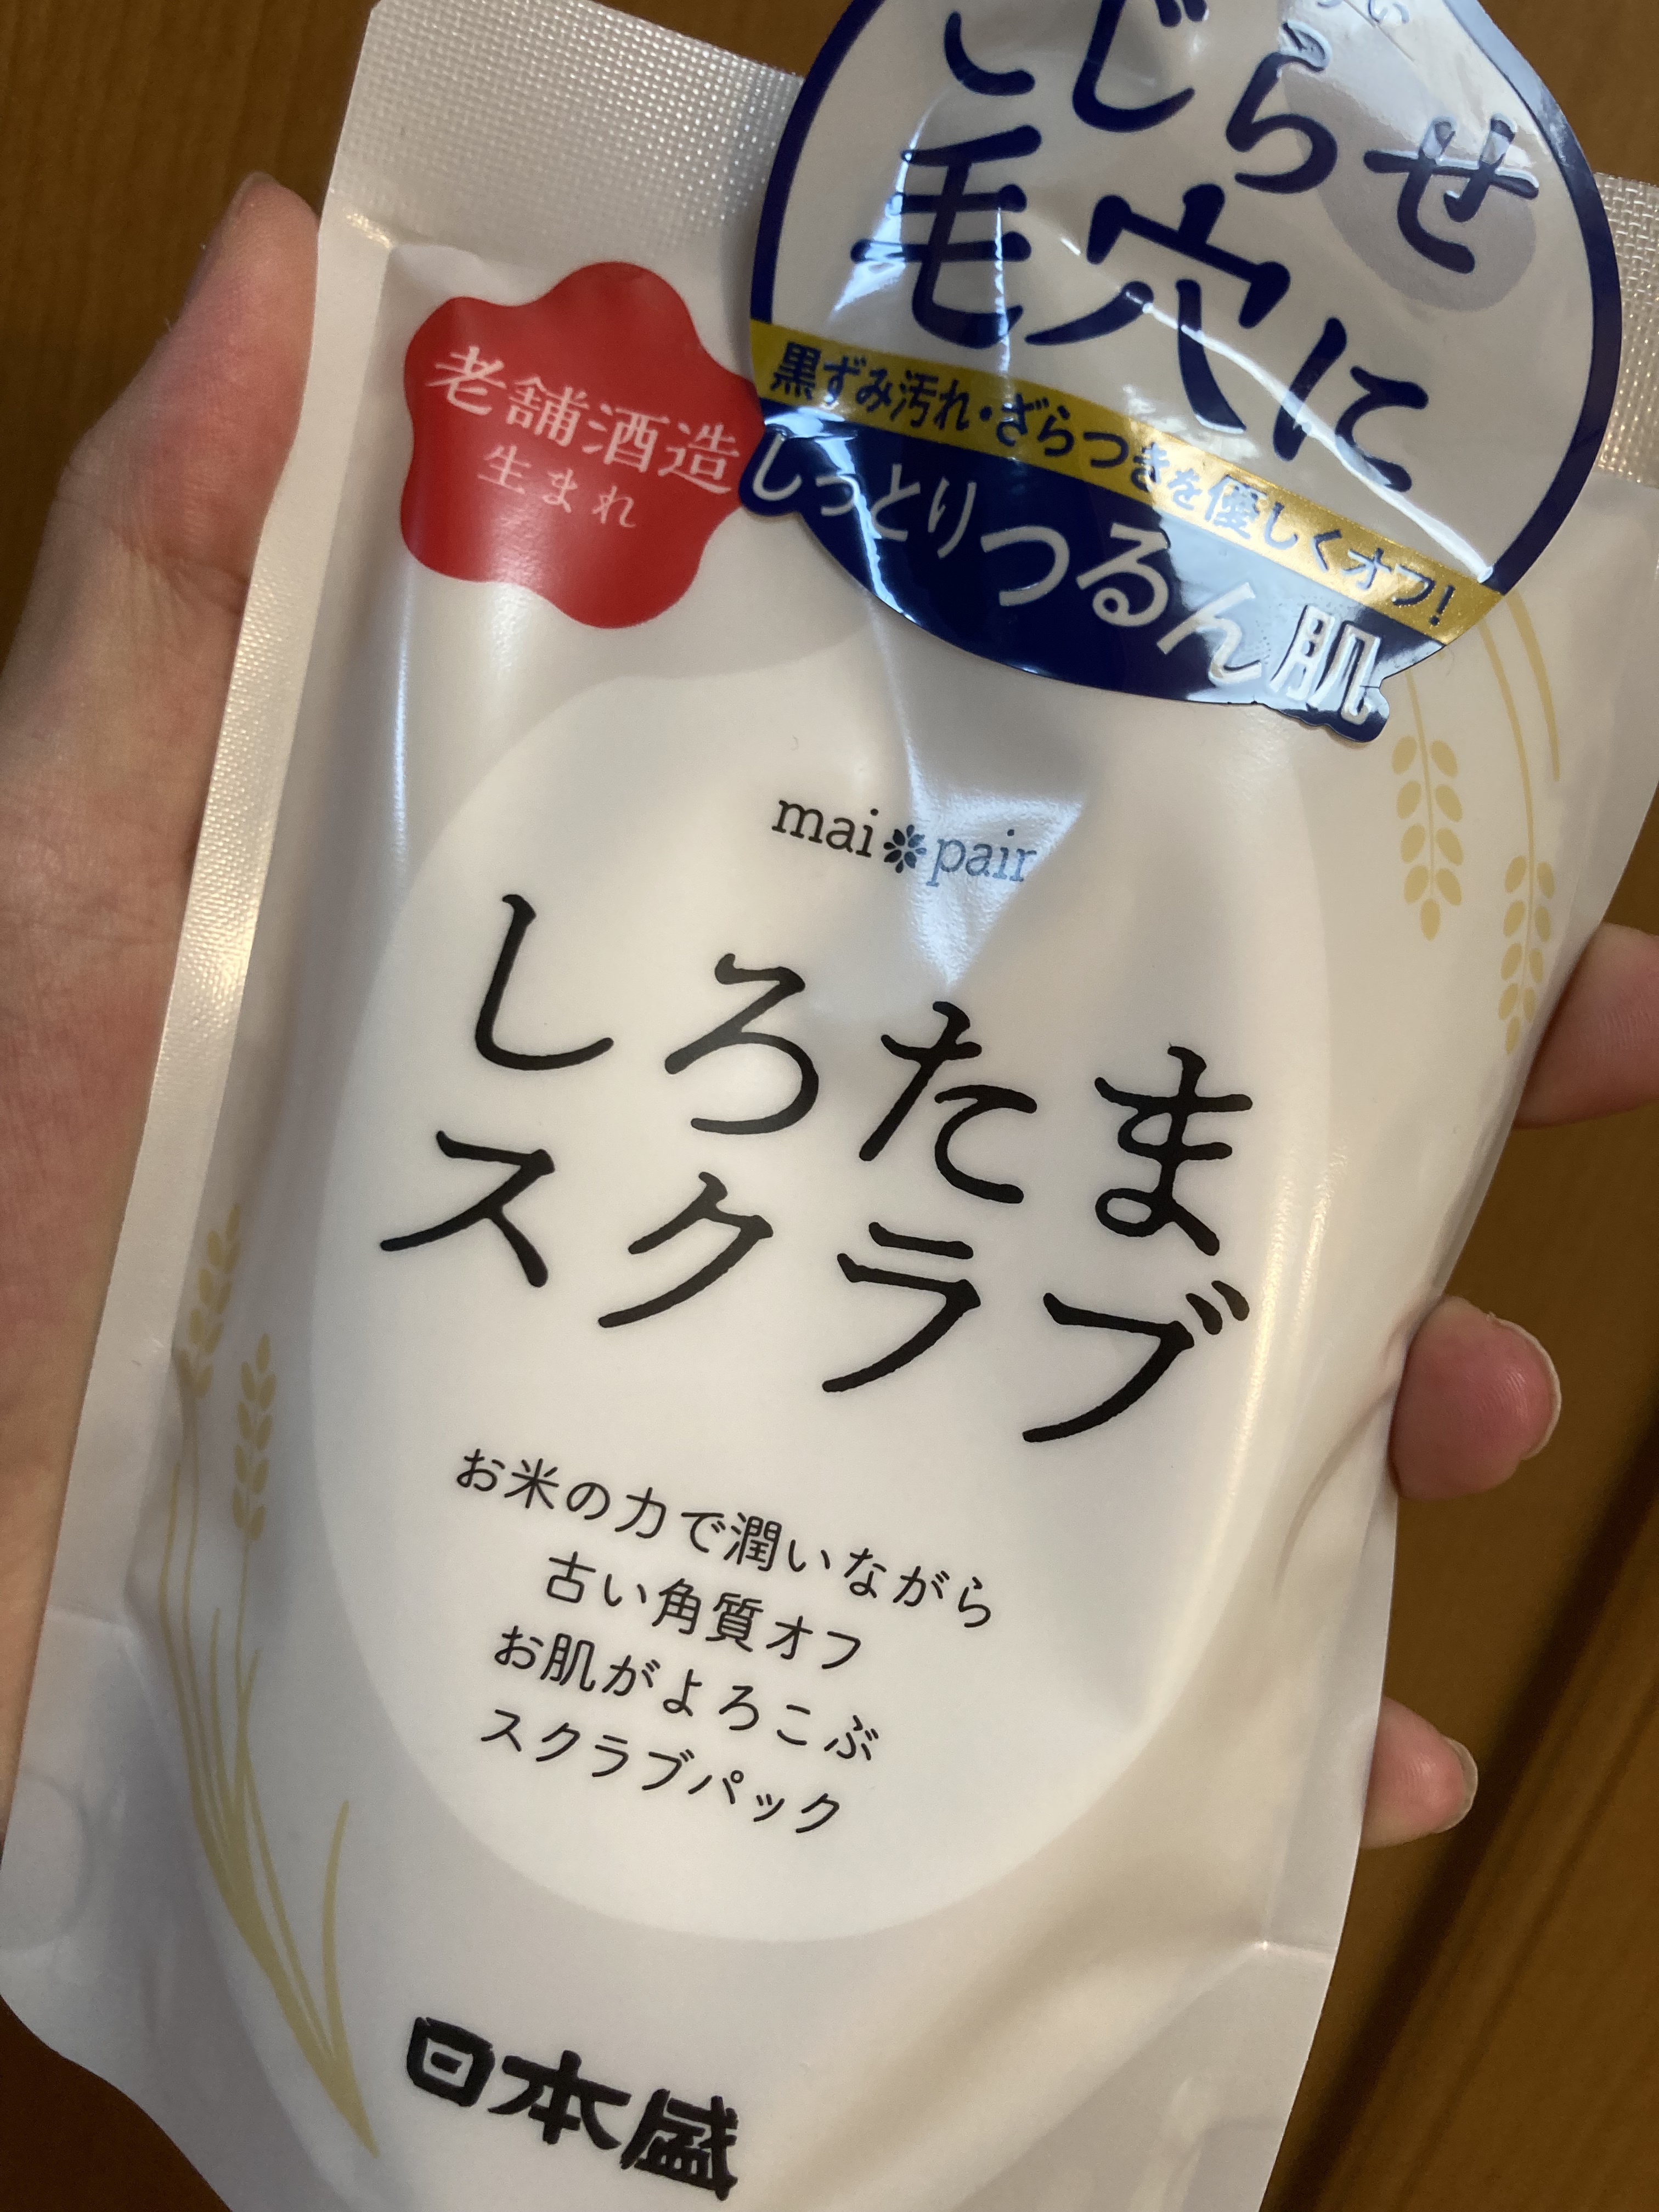 こじらせ
毛穴に
黒ずみ汚れ・ざらつきを優しくオフ!
しっとりつるん肌
老舗酒造
生まれ
mai pair
しろたま
スクラブ
お米の力で潤いながら
古い角質オフ
お肌がよろこぶ
スクラブパック
日本盛